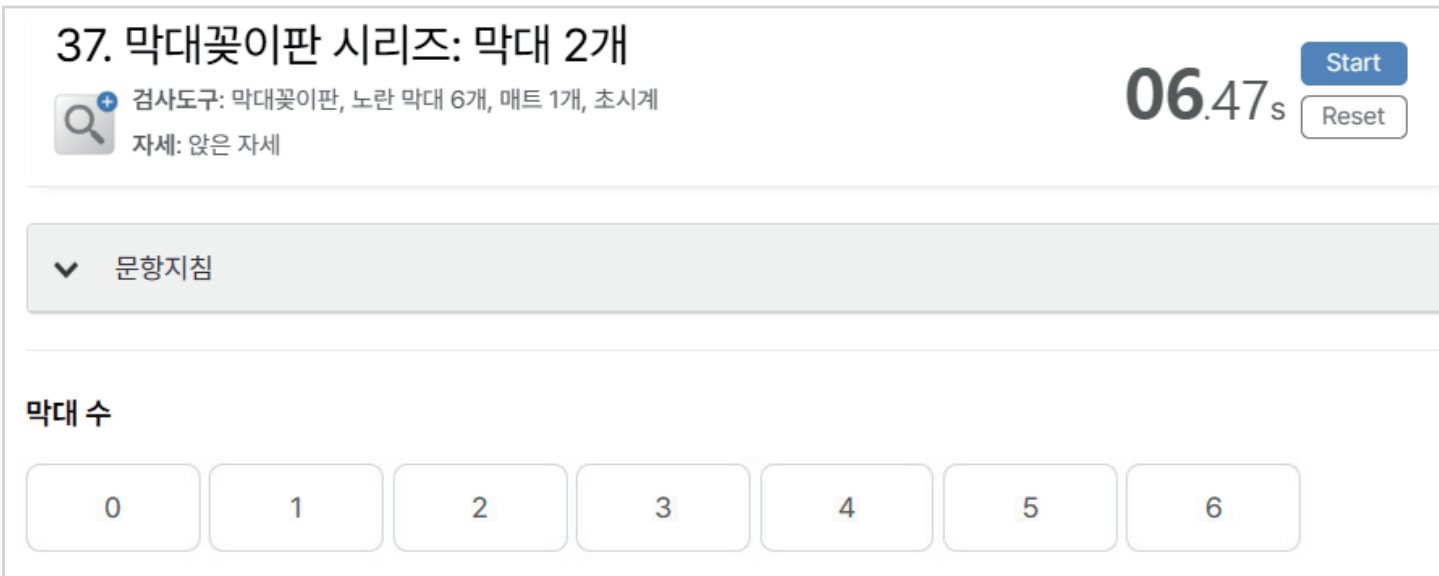 37. 막대꽂이판 시리즈: 막대 2개
검사도구: 막대꽂이판, 노란 막대 6개, 매트 1개, 초시계
자세: 앉은 자세
06.47s
Start
Reset
문항지침
막대 수
0 1 2 3 4 5 6